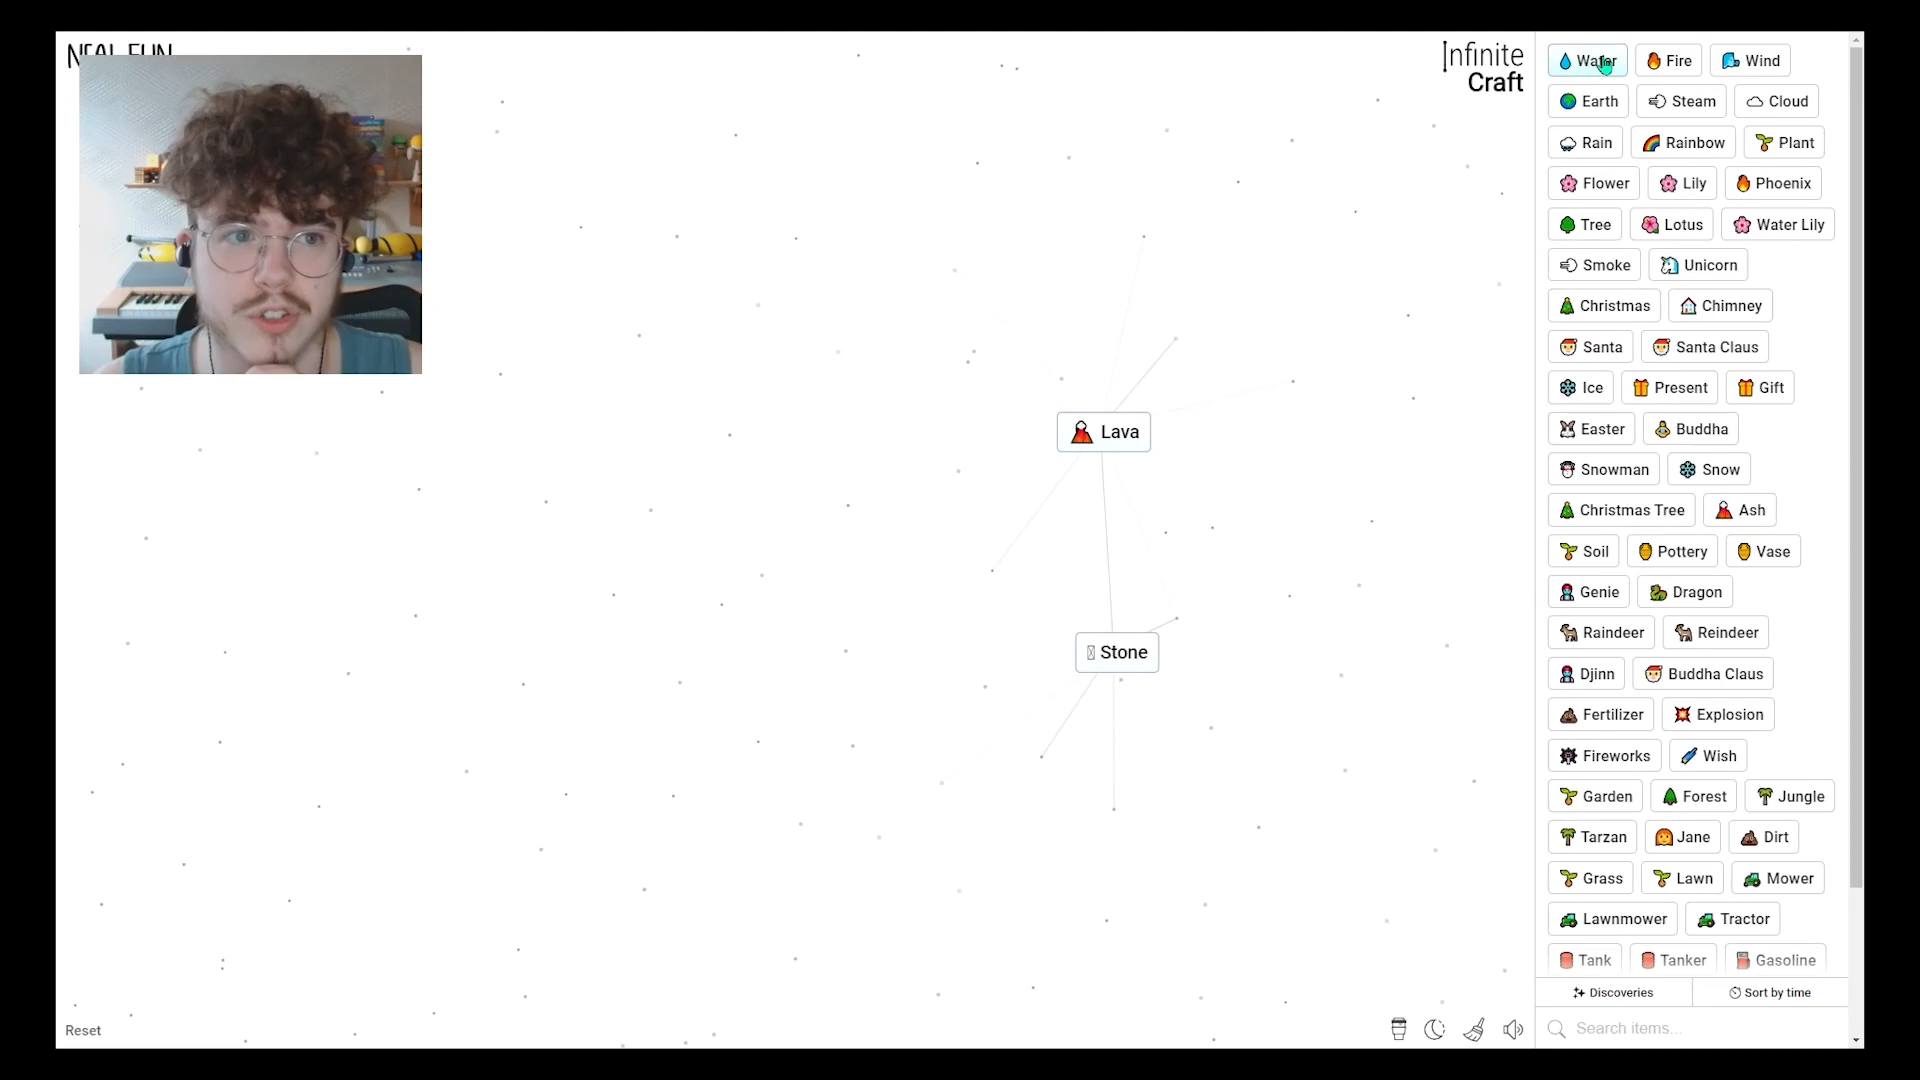 NEAL.FUN
Infinite
Craft
Water Fire Wind
Earth Steam Cloud
Rain Rainbow Plant
Flower Lily Phoenix
Tree Lotus Water Lily
Smoke Unicorn
Christmas Chimney
Santa Santa Claus
Ice Present Gift
Easter Buddha
Snowman Snow
Christmas Tree Ash
Soil Pottery Vase
Genie Dragon
Raindeer Reindeer
Djinn Buddha Claus
Fertilizer Explosion
Fireworks Wish
Garden Forest Jungle
Tarzan Jane Dirt
Grass Lawn Mower
Lawnmower Tractor
Tank Tanker Gasoline
Discoveries Sort by time
Search items...
Lava
Stone
Reset